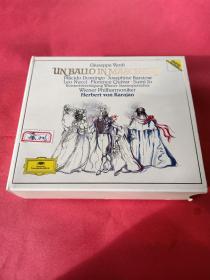 Giuseppe Verdi
UN BALLO IN MASCHERA
Plácido Domingo · Josephine Barstow
Leo Nucci · Florence Quivar · Sumi Jo
Konzertvereinigung Wiener Staatsopernchor
Wiener Philharmoniker
Herbert von Karajan